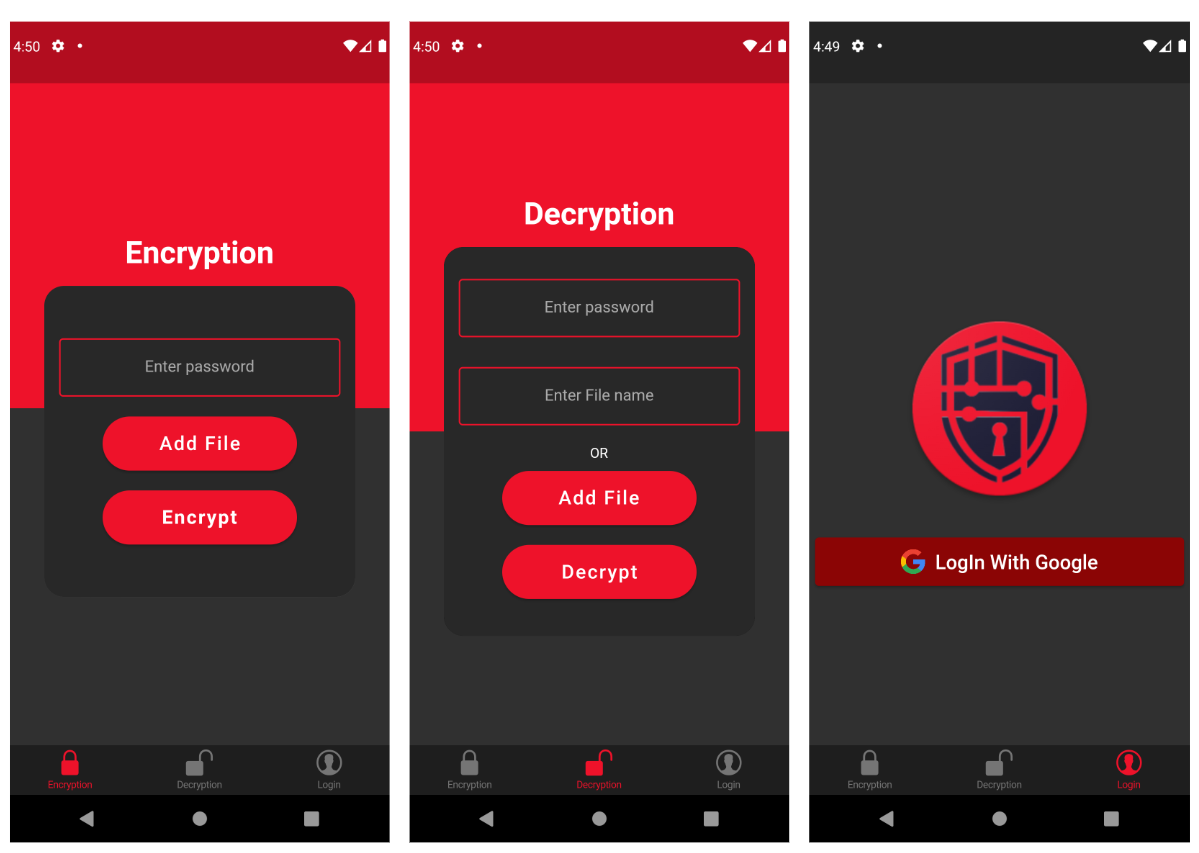 4:50
Encryption
Enter password
Add File
Encrypt
Encryption
Decryption
Login
4:50
Decryption
Enter password
Enter File name
OR
Add File
Decrypt
Encryption
Decryption
Login
4:49
LogIn With Google
Encryption
Decryption
Login